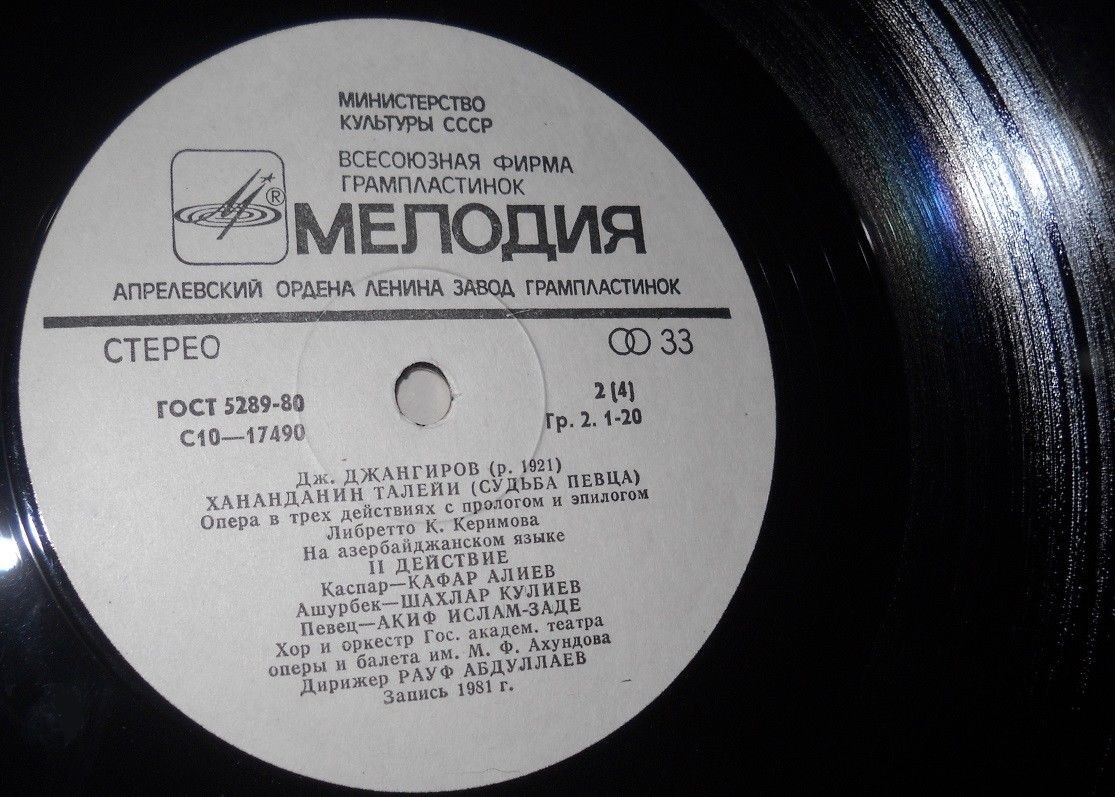 МИНИСТЕРСТВО
КУЛЬТУРЫ СССР
ВСЕСОЮЗНАЯ ФИРМА
ГРАМПЛАСТИНОК
®
МЕЛОДИЯ
АПРЕЛЕВСКИЙ ОРДЕНА ЛЕНИНА ЗАВОД ГРАМПЛАСТИНОК
СТЕРЕО
33
ГОСТ 5289-80
2 (4)
С10—17490
Гр. 2. 1-20
Дж. ДЖАНГИРОВ (р. 1921)
ХАНАНДАНИН ТАЛЕЙИ (СУДЬБА ПЕВЦА)
Опера в трех действиях с прологом и эпилогом
Либретто К. Керимова
На азербайджанском языке
II ДЕЙСТВИЕ
Каспар—КАФАР АЛИЕВ
Ашурбек—ШАХЛАР КУЛИЕВ
Певец—АКИФ ИСЛАМ-ЗАДЕ
Хор и оркестр Гос. академ. театра
оперы и балета им. М. Ф. Ахундова
Дирижер РАУФ АБДУЛЛАЕВ
Запись 1981 г.